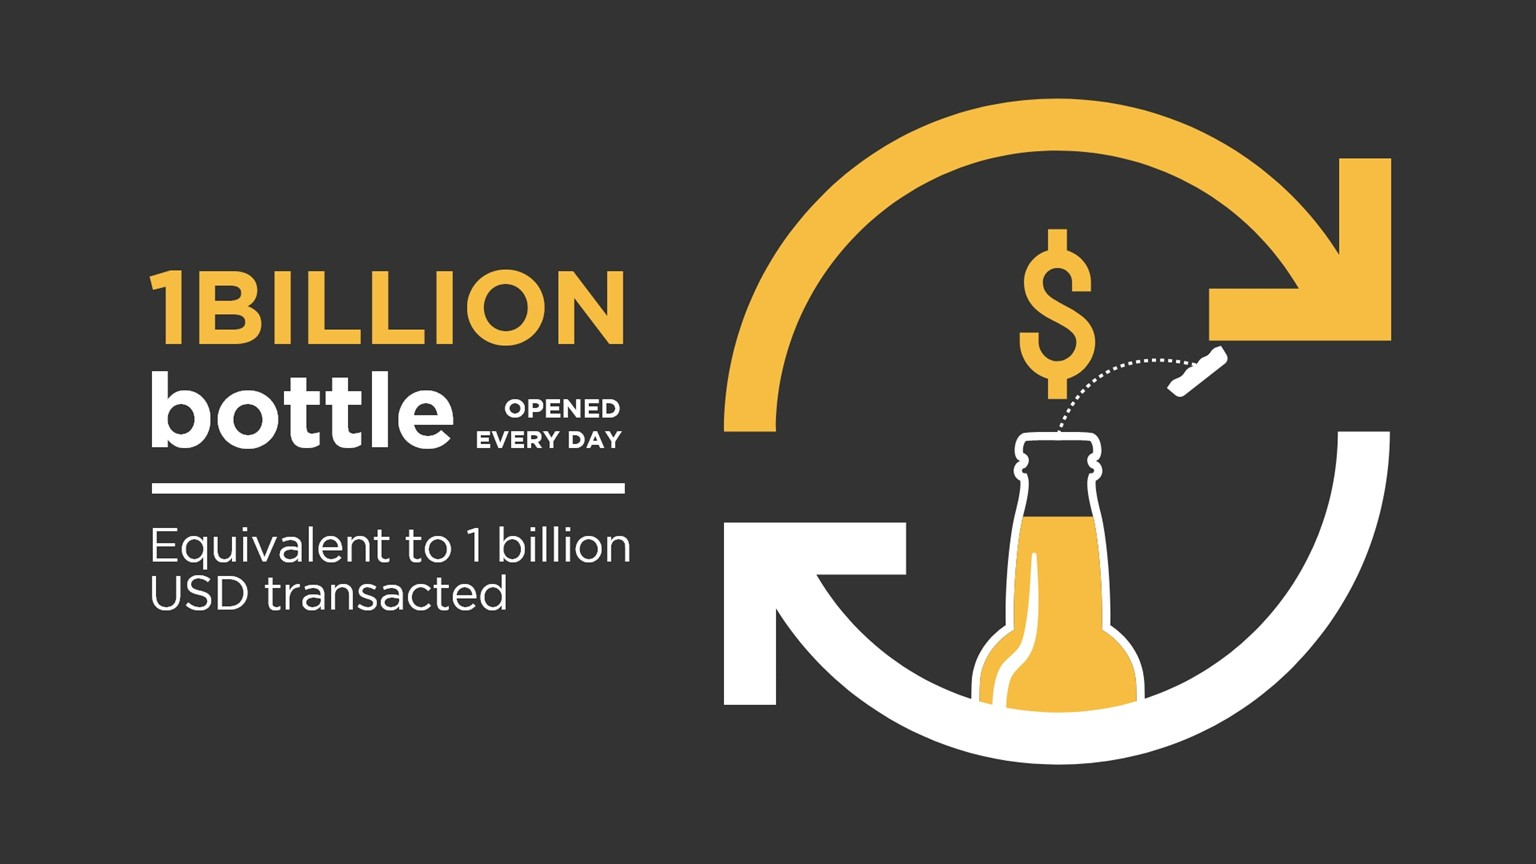 1BILLION
bottle OPENED
EVERY DAY
Equivalent to 1 billion
USD transacted
$